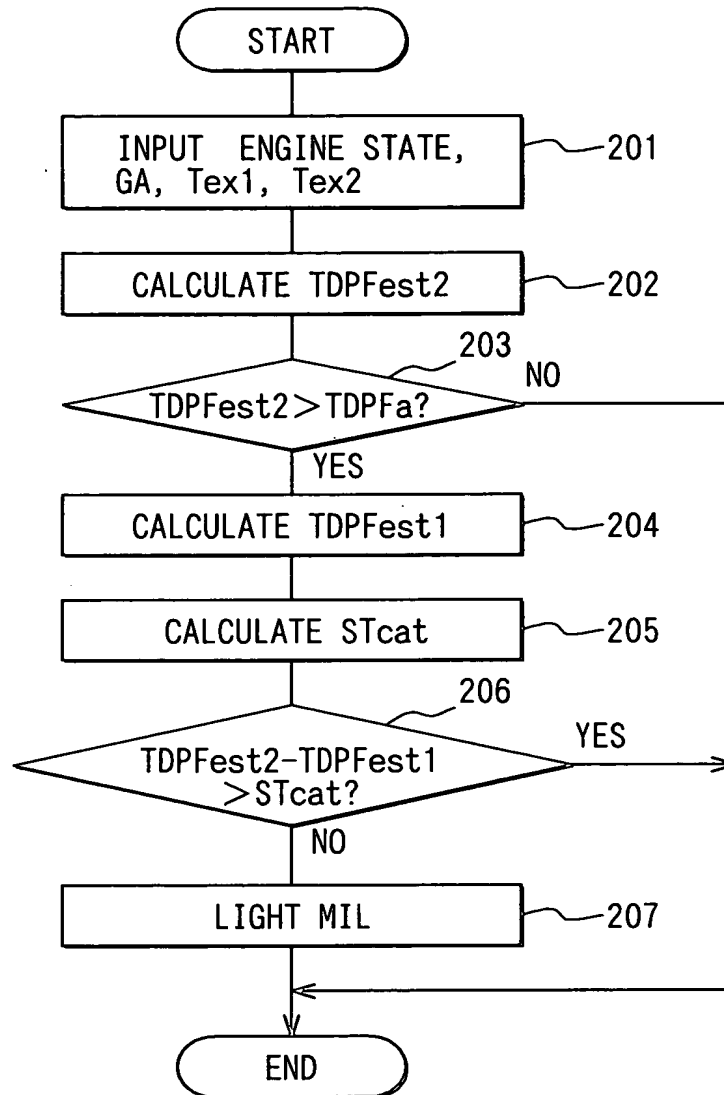 START
INPUT ENGINE STATE,
GA, Tex1, Tex2
201
CALCULATE TDPFest2
202
203
TDPFest2>TDPFa?
NO
YES
CALCULATE TDPFest1
204
CALCULATE STcat
205
206
TDPFest2-TDPFest1
>STcat?
YES
NO
LIGHT MIL
207
END